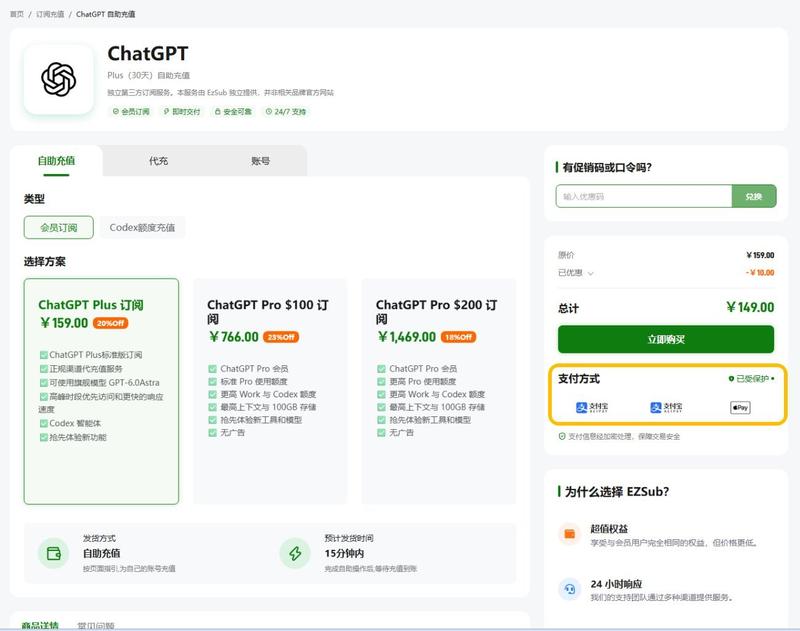 首页 / 订阅充值 / ChatGPT 自助充值
ChatGPT
Plus（30天）自助充值
独立第三方订阅服务。本服务由 EzSub 独立提供，并非相关品牌官方网站
会员订阅 即时交付 安全可靠 24/7 支持
自助充值 代充 账号
类型
会员订阅 Codex额度充值
选择方案
ChatGPT Plus 订阅
￥159.00 20%Off
ChatGPT Plus标准版订阅
正规渠道代充值服务
可使用旗舰模型 GPT-6.0Astra
高峰时段优先访问和更快的响应
速度
Codex 智能体
抢先体验新功能
ChatGPT Pro $100 订
阅
￥766.00 23%Off
ChatGPT Pro 会员
标准 Pro 使用额度
更高 Work 与 Codex 额度
最高上下文与 100GB 存储
抢先体验新工具和模型
无广告
ChatGPT Pro $200 订
阅
￥1,469.00 18%Off
ChatGPT Pro 会员
更高 Pro 使用额度
更高 Work 与 Codex 额度
最高上下文与 100GB 存储
抢先体验新工具和模型
无广告
发货方式
自助充值
按页面指引,为自己的账号充值
预计发货时间
15分钟内
完成自助操作后,等待充值到账
商品详情 常见问题
有促销码或口令吗?
输入优惠码 兑换
原价 ￥159.00
已优惠 -￥10.00
总计 ￥149.00
立即购买
支付方式 已受保护
支付宝 ALIPAY 支付宝 ALIPAY Pay
支付信息经加密处理，保障交易安全
为什么选择 EZSub?
超值权益
享受与会员用户完全相同的权益，但价格更低。
24 小时响应
我们的支持团队通过多种渠道提供服务。